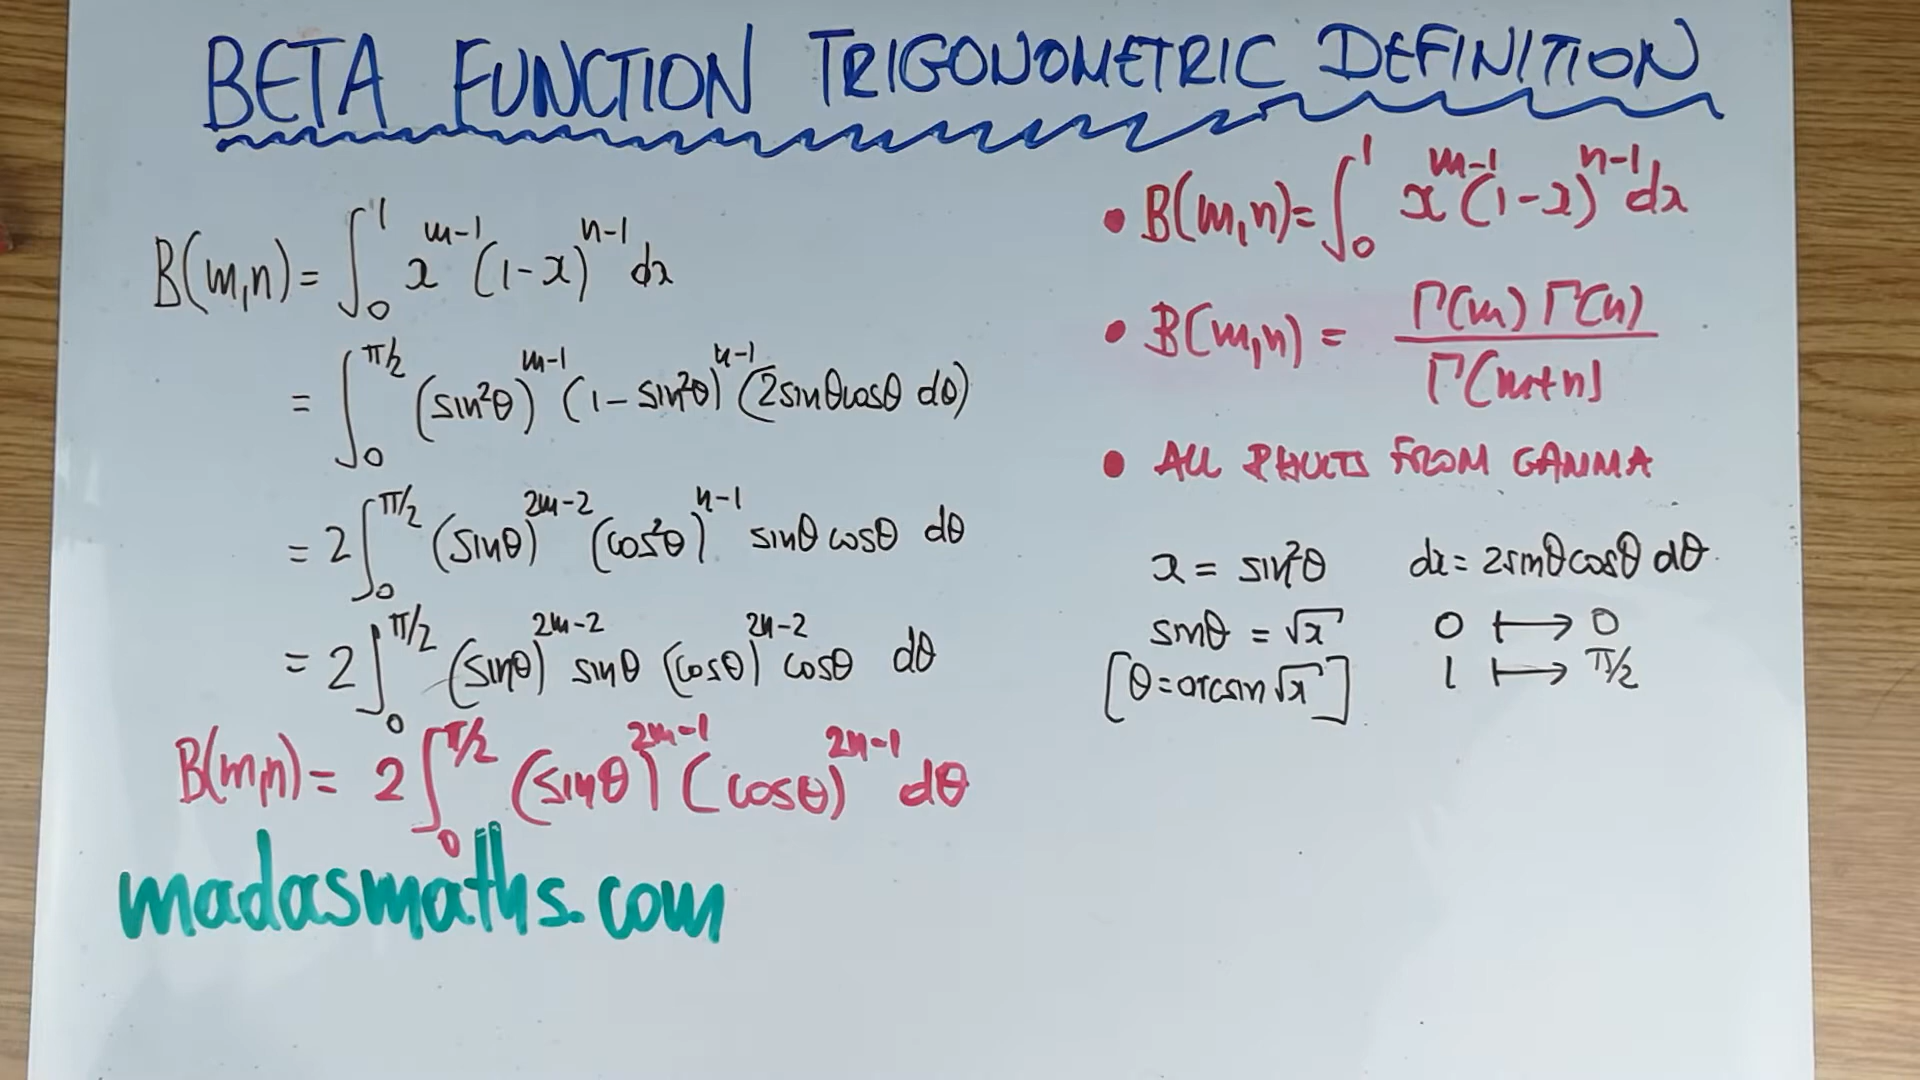 BETA FUNCTION TRIGONOMETRIC DEFINITION
B(m,n) = ∫₀¹ x^(m-1) (1-x)^(n-1) dx
= ∫₀^(π/2) (sin²θ)^(m-1) (1-sin²θ)^(n-1) (2sinθcosθ dθ)
= 2∫₀^(π/2) (sinθ)^(2m-2) (cos²θ)^(n-1) sinθ cosθ dθ
= 2∫₀^(π/2) (sinθ)^(2m-2) sinθ (cosθ)^(2n-2) cosθ dθ
B(m,n) = 2∫₀^(π/2) (sinθ)^(2m-1) (cosθ)^(2n-1) dθ
madasmaths.com
• B(m,n) = ∫₀¹ x^(m-1) (1-x)^(n-1) dx
• B(m,n) = Γ(m) Γ(n) / Γ(m+n)
• ALL FROM GAMMA
x = sin²θ dx = 2sinθcosθ dθ
sinθ = √x 0 ↦ 0
[θ = arcsin√x] 1 ↦ π/2